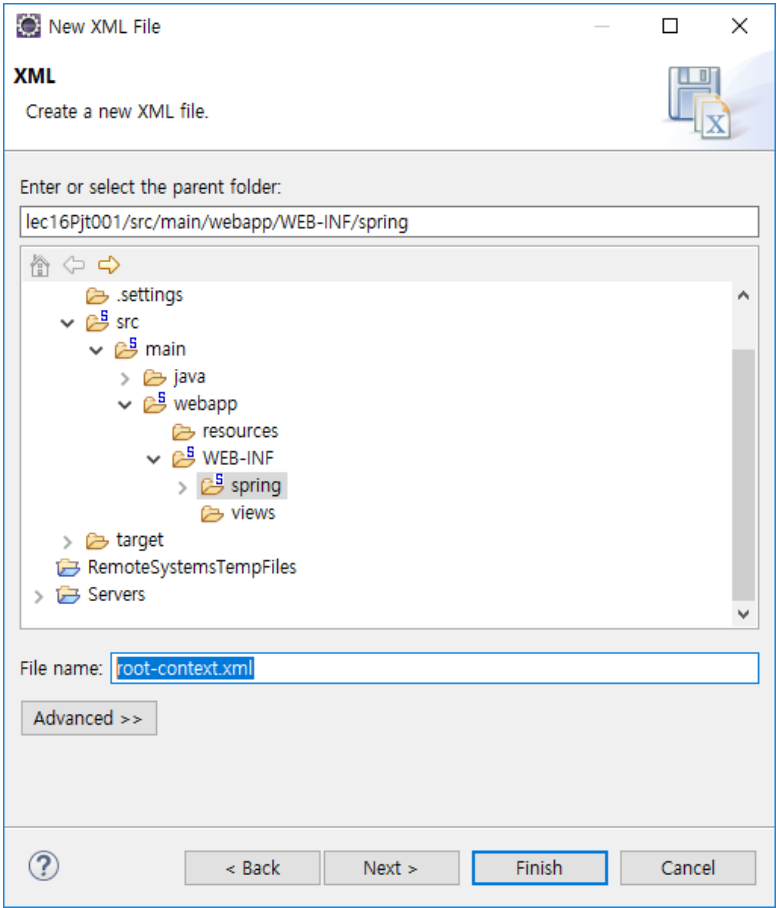 New XML File
XML
Create a new XML file.
X
Enter or select the parent folder:
lec16Pjt001/src/main/webapp/WEB-INF/spring
.settings
src
main
java
webapp
resources
WEB-INF
spring
views
target
RemoteSystemsTempFiles
Servers
File name: root-context.xml
Advanced >>
? < Back Next > Finish Cancel